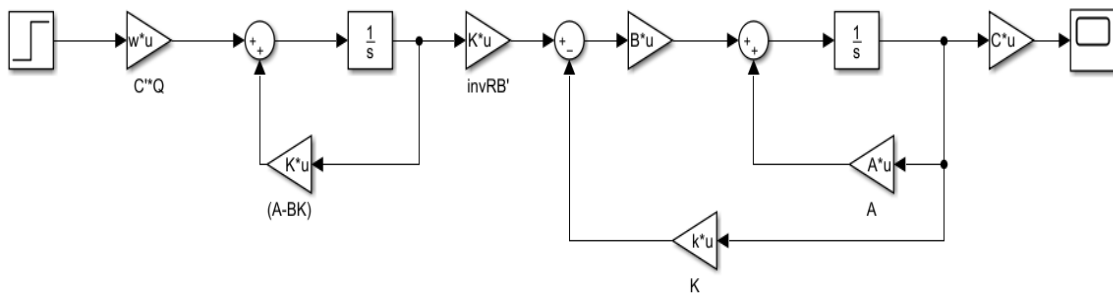 w*u
C'*Q
+
+
1
s
K*u
invRB'
+
−
B*u
+
+
1
s
C*u
K*u
(A-BK)
A*u
A
k*u
K